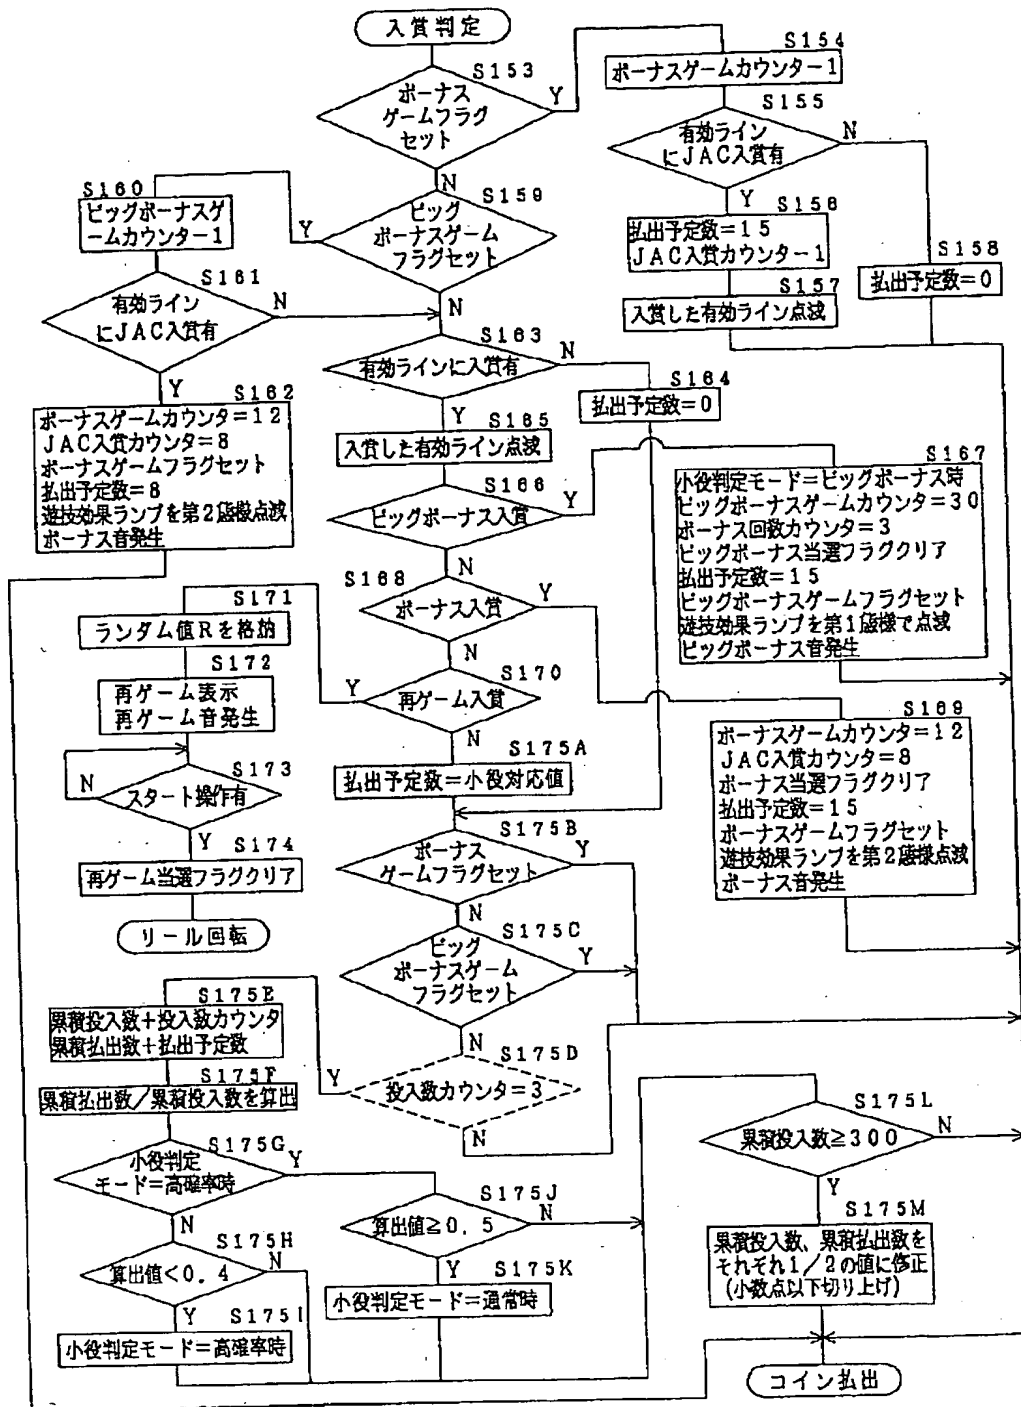 入賞判定
S153
ボーナス
ゲームフラグ
セット
Y
N
S154
ボーナスゲームカウンター1
S155
有効ライン
にJAC入賞有
N
Y
S156
払出予定数=15
JAC入賞カウンター1
S157
入賞した有効ライン点滅
S158
払出予定数=0
S159
ビッグ
ボーナスゲーム
フラグセット
Y
N
S160
ビッグボーナスゲ
ームカウンター1
S161
有効ライン
にJAC入賞有
N
Y
S162
ボーナスゲームカウンタ=12
JAC入賞カウンタ=8
ボーナスゲームフラグセット
払出予定数=8
遊技効果ランプを第2態様点滅
ボーナス音発生
S163
有効ラインに入賞有
N
Y
S164
払出予定数=0
S165
入賞した有効ライン点滅
S166
ビッグボーナス入賞
Y
N
S167
小役判定モード=ビッグボーナス時
ビッグボーナスゲームカウンタ=30
ボーナス回数カウンタ=3
ビッグボーナス当選フラグクリア
払出予定数=15
ビッグボーナスゲームフラグセット
遊技効果ランプを第1態様で点滅
ビッグボーナス音発生
S168
ボーナス入賞
Y
N
S169
ボーナスゲームカウンタ=12
JAC入賞カウンタ=8
ボーナス当選フラグクリア
払出予定数=15
ボーナスゲームフラグセット
遊技効果ランプを第2態様点滅
ボーナス音発生
S170
再ゲーム入賞
Y
N
S171
ランダム値Rを格納
S172
再ゲーム表示
再ゲーム音発生
S173
スタート操作有
N
Y
S174
再ゲーム当選フラグクリア
リール回転
S175A
払出予定数=小役対応値
S175B
ボーナス
ゲームフラグセット
Y
N
S175C
ビッグ
ボーナスゲーム
フラグセット
Y
N
S175D
投入数カウンタ=3
Y
N
S175E
累積投入数+投入数カウンタ
累積払出数+払出予定数
S175F
累積払出数/累積投入数を算出
S175G
小役判定
モード=高確率時
Y
N
S175H
算出値<0.4
N
Y
S175I
小役判定モード=高確率時
S175J
算出値≧0.5
N
Y
S175K
小役判定モード=通常時
S175L
累積投入数≧300
N
Y
S175M
累積投入数、累積払出数を
それぞれ1/2の値に修正
(小数点以下切り上げ)
コイン払出